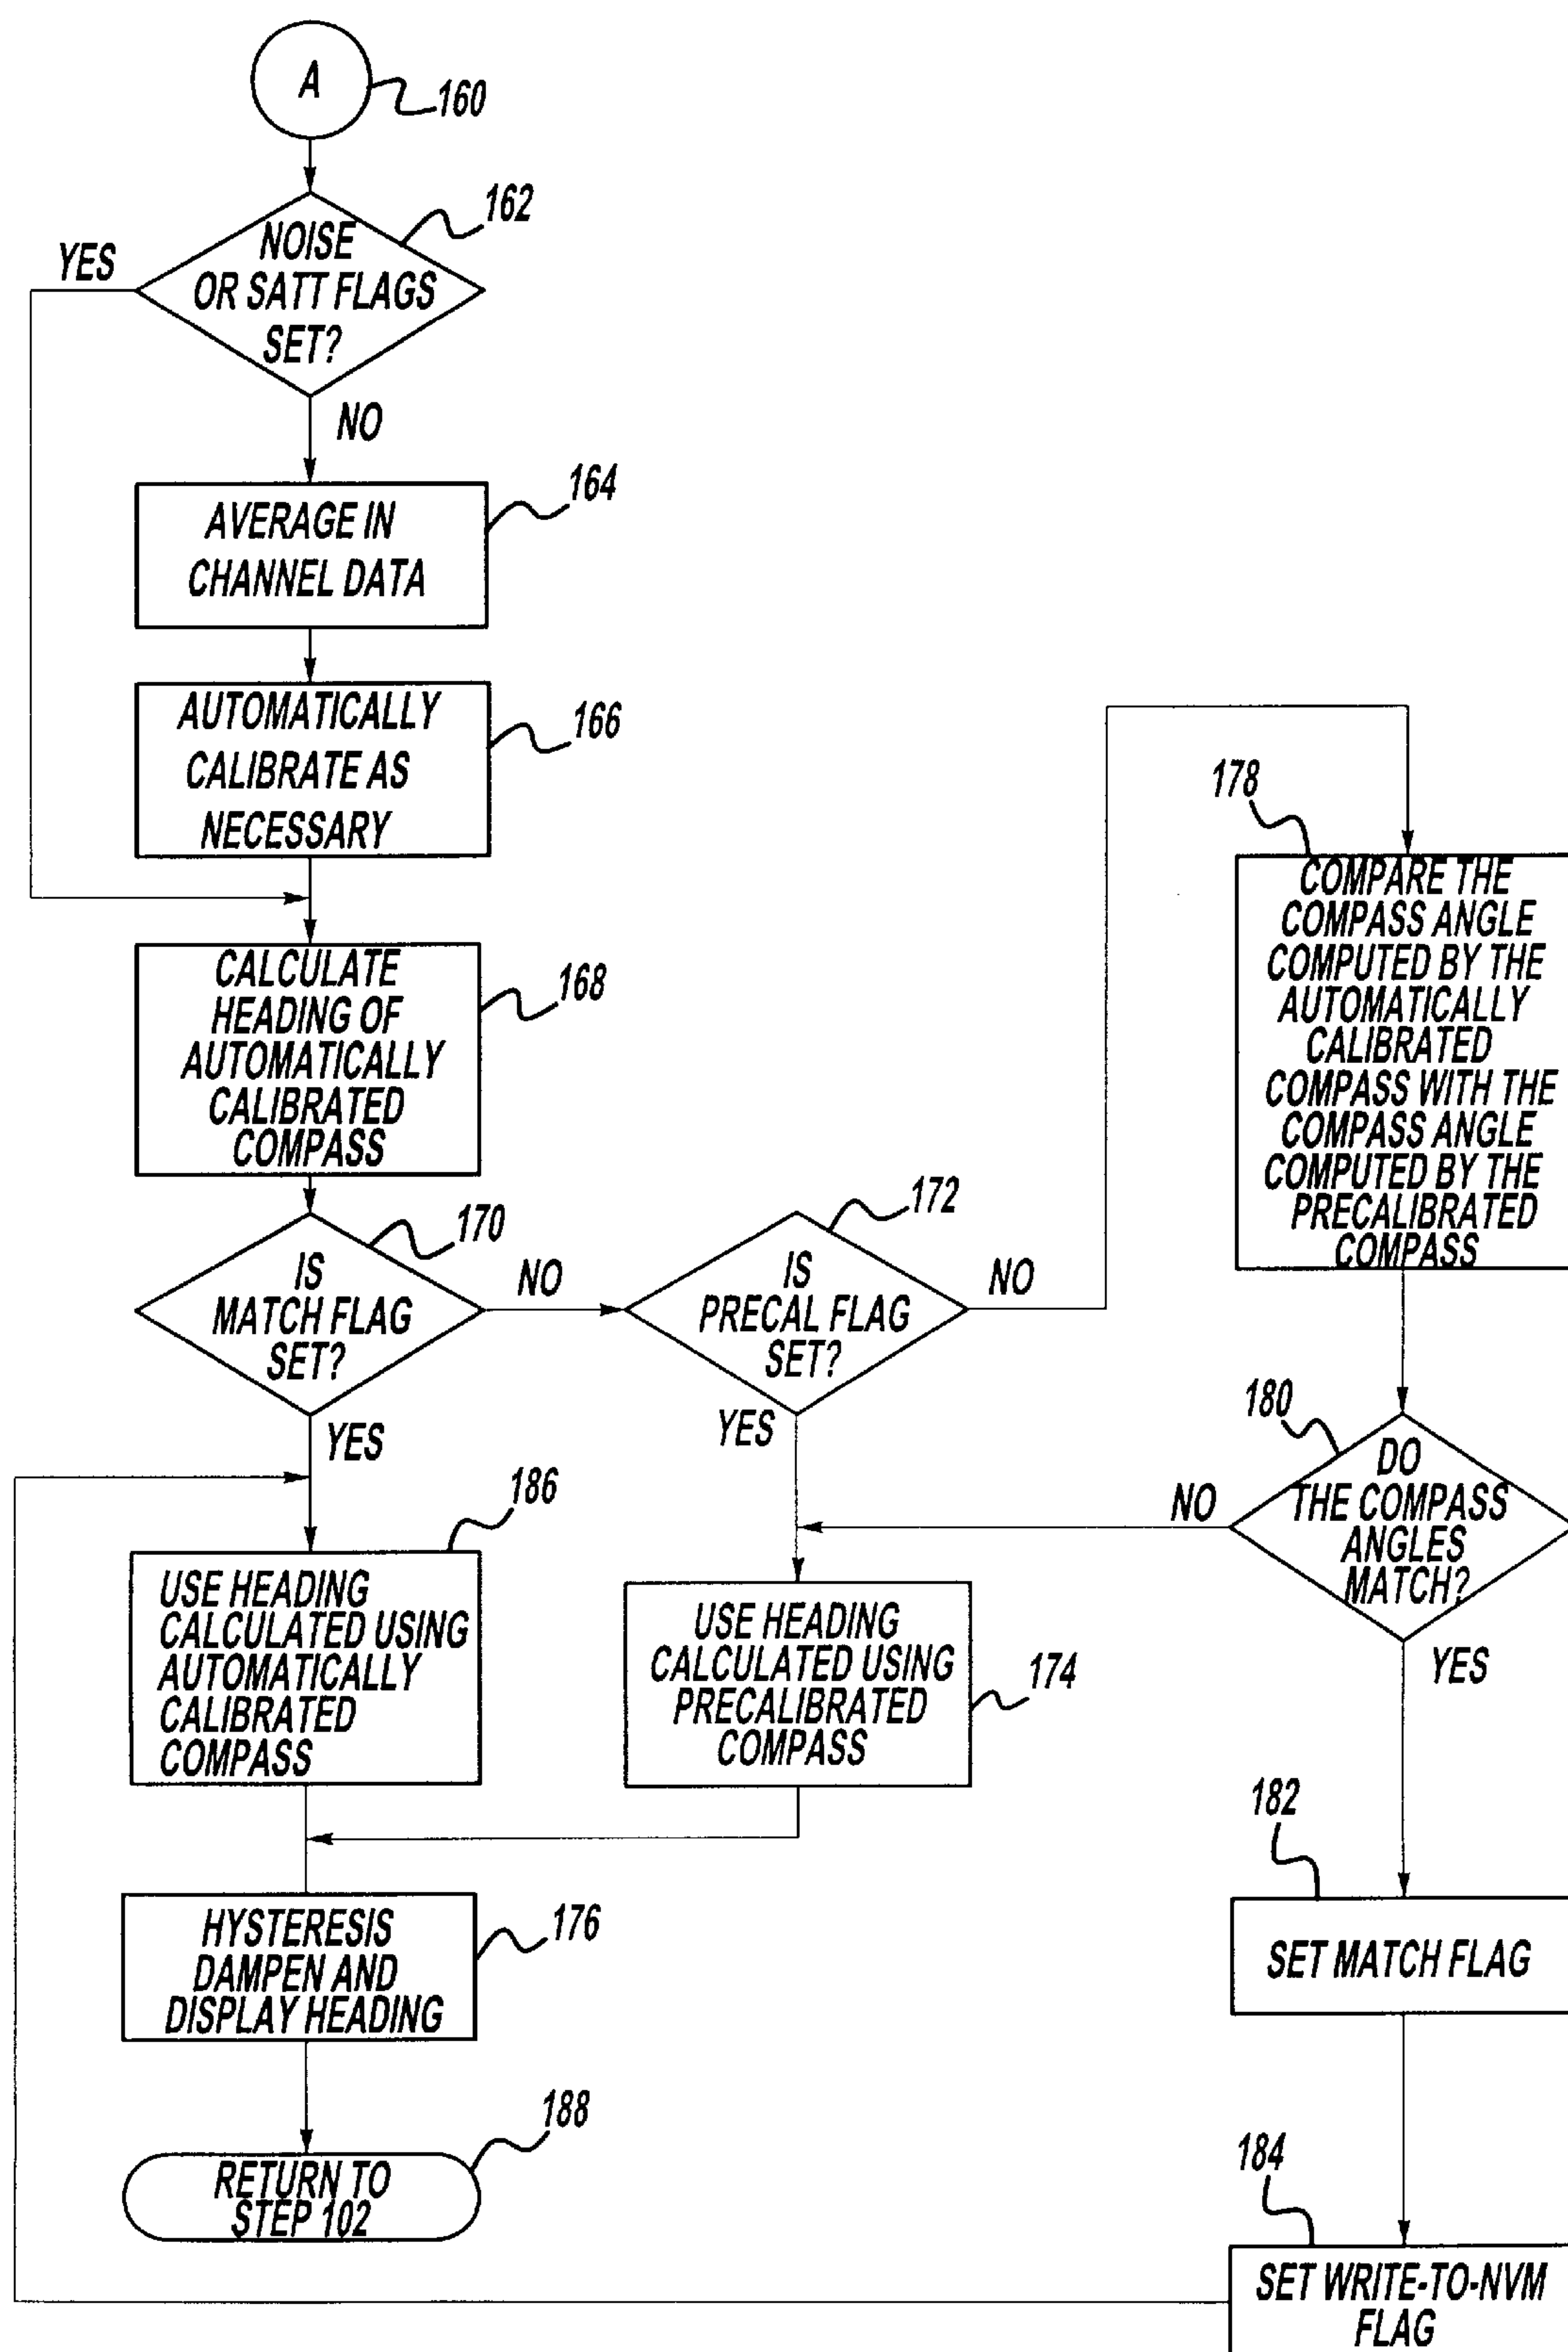 A
160
162
NOISE
OR SATT FLAGS
SET?
YES
NO
164
AVERAGE IN
CHANNEL DATA
166
AUTOMATICALLY
CALIBRATE AS
NECESSARY
168
CALCULATE
HEADING OF
AUTOMATICALLY
CALIBRATED
COMPASS
170
IS
MATCH FLAG
SET?
NO
YES
172
IS
PRECAL FLAG
SET?
NO
YES
178
COMPARE THE
COMPASS ANGLE
COMPUTED BY THE
AUTOMATICALLY
CALIBRATED
COMPASS WITH THE
COMPASS ANGLE
COMPUTED BY THE
PRECALIBRATED
COMPASS
180
DO
THE COMPASS
ANGLES
MATCH?
NO
YES
186
USE HEADING
CALCULATED USING
AUTOMATICALLY
CALIBRATED
COMPASS
USE HEADING
CALCULATED USING
PRECALIBRATED
COMPASS
174
182
SET MATCH FLAG
176
HYSTERESIS
DAMPEN AND
DISPLAY HEADING
188
RETURN TO
STEP 102
184
SET WRITE-TO-NVM
FLAG